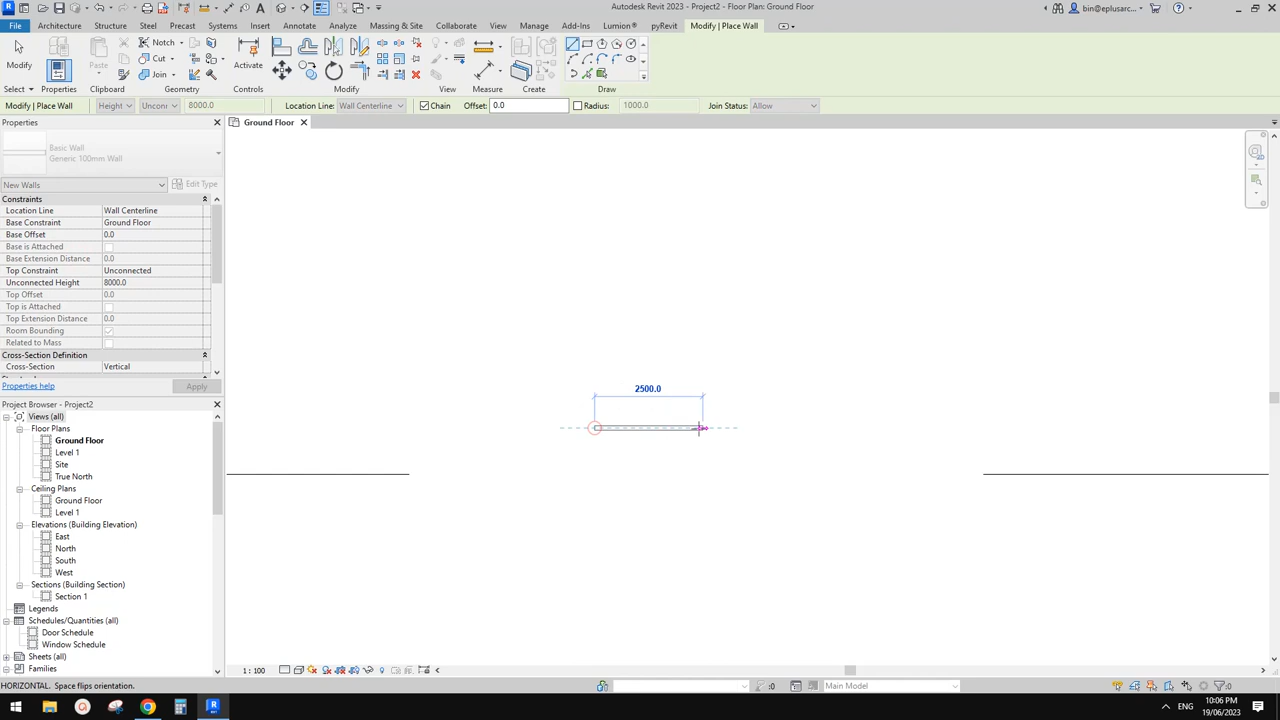 Autodesk Revit 2023 - Project2 - Floor Plan: Ground Floor
bin@eplusarc...
File Architecture Structure Steel Precast Systems Insert Annotate Analyze Massing & Site Collaborate View Manage Add-Ins Lumion® pyRevit Modify | Place Wall
Modify Paste Cope Cut Join Activate
Select Properties Clipboard Geometry Controls Modify View Measure Create Draw
Modify | Place Wall Height Unconn 8000.0 Location Line: Wall Centerline Chain Offset: 0.0 Radius: 1000.0 Join Status: Allow
Properties
Ground Floor
Basic Wall
Generic 100mm Wall
New Walls Edit Type
Constraints
Location Line Wall Centerline
Base Constraint Ground Floor
Base Offset 0.0
Base is Attached
Base Extension Distance 0.0
Top Constraint Unconnected
Unconnected Height 8000.0
Top Offset 0.0
Top is Attached
Top Extension Distance 0.0
Room Bounding
Related to Mass
Cross-Section Definition
Cross-Section Vertical
Properties help Apply
2500.0
Project Browser - Project2
Views (all)
Floor Plans
Ground Floor
Level 1
Site
True North
Ceiling Plans
Ground Floor
Level 1
Elevations (Building Elevation)
East
North
South
West
Sections (Building Section)
Section 1
Legends
Schedules/Quantities (all)
Door Schedule
Window Schedule
Sheets (all)
Families
1 : 100
HORIZONTAL. Space flips orientation.
:0 Main Model :0
ENG
10:06 PM
19/06/2023